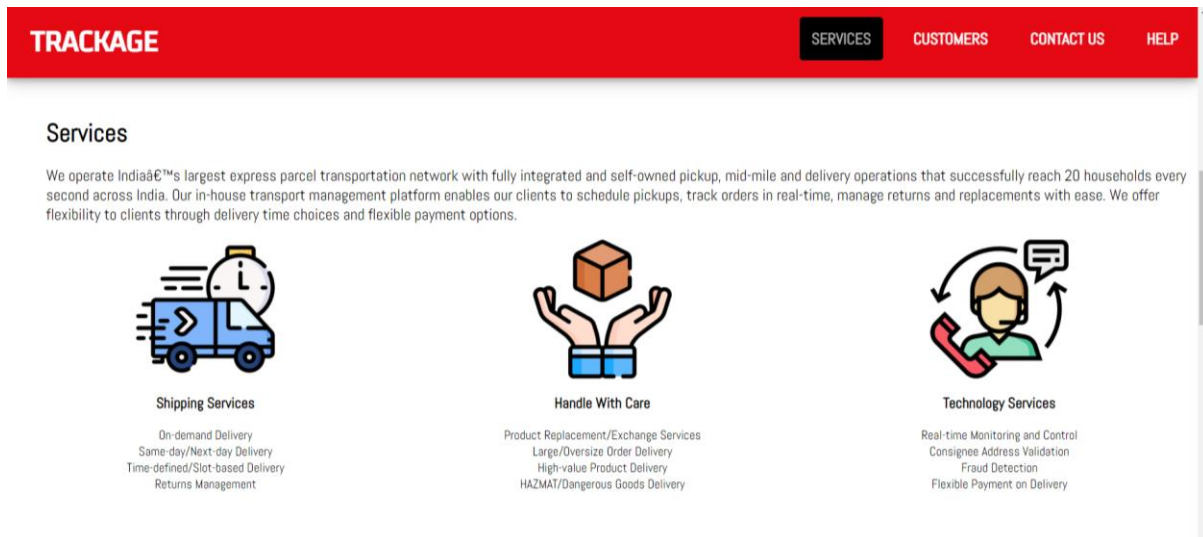 TRACKAGE
SERVICES
CUSTOMERS
CONTACT US
HELP
Services
We operate Indiaâ€™s largest express parcel transportation network with fully integrated and self-owned pickup, mid-mile and delivery operations that successfully reach 20 households every
second across India. Our in-house transport management platform enables our clients to schedule pickups, track orders in real-time, manage returns and replacements with ease. We offer
flexibility to clients through delivery time choices and flexible payment options.
Shipping Services
On-demand Delivery
Same-day/Next-day Delivery
Time-defined/Slot-based Delivery
Returns Management
Handle With Care
Product Replacement/Exchange Services
Large/Oversize Order Delivery
High-value Product Delivery
HAZMAT/Dangerous Goods Delivery
Technology Services
Real-time Monitoring and Control
Consignee Address Validation
Fraud Detection
Flexible Payment on Delivery